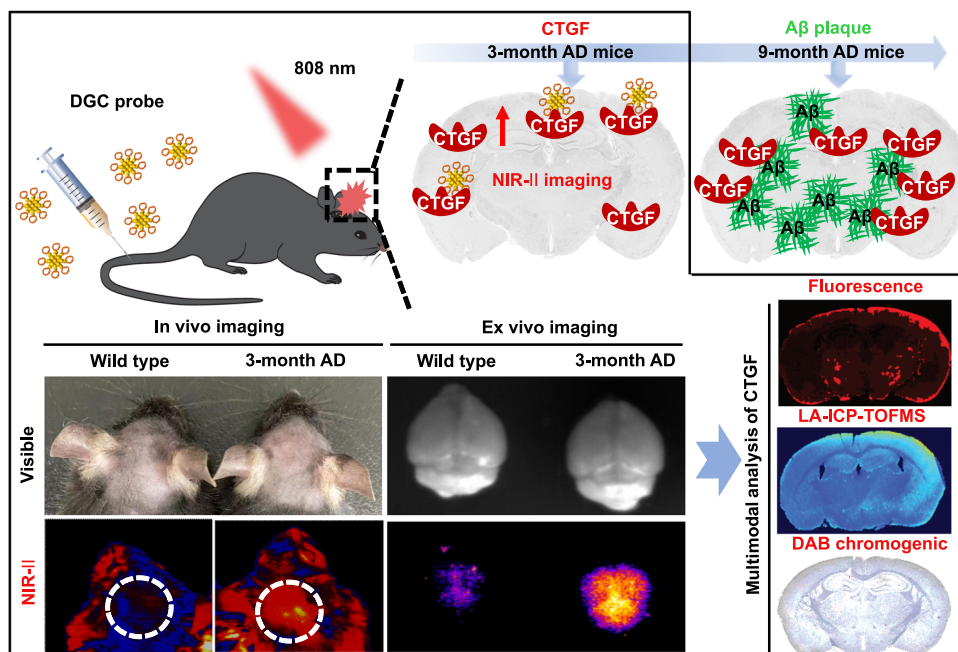 DGC probe
808 nm
CTGF
3-month AD mice
CTGF
CTGF
CTGF
NIR-II imaging
CTGF
CTGF
Aβ plaque
9-month AD mice
Aβ
CTGF
CTGF
CTGF
Aβ
Aβ
CTGF
CTGF
Aβ
Aβ
Aβ
CTGF
Aβ
In vivo imaging
Wild type
3-month AD
Ex vivo imaging
Wild type
3-month AD
Visible
NIR-II
Multimodal analysis of CTGF
Fluorescence
LA-ICP-TOFMS
DAB chromogenic